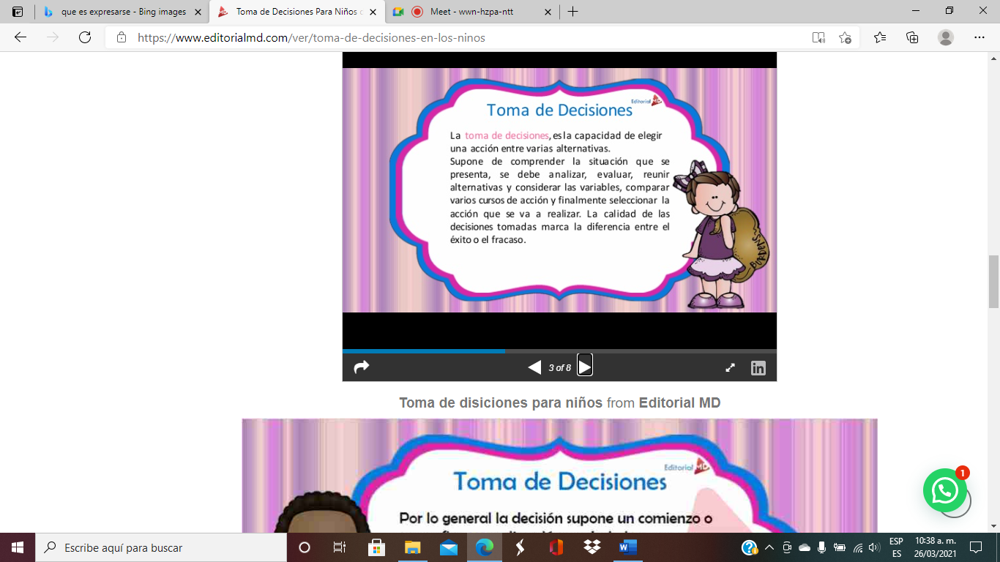 que es expresarse - Bing images
Toma de Decisiones Para Niños
Meet - wwn-hzpa-ntt
https://www.editorialmd.com/ver/toma-de-decisiones-en-los-ninos
Editorial MD
Toma de Decisiones
La toma de decisiones, es la capacidad de elegir
una acción entre varias alternativas.
Supone de comprender la situación que se
presenta, se debe analizar, evaluar, reunir
alternativas y considerar las variables, comparar
varios cursos de acción y finalmente seleccionar la
acción que se va a realizar. La calidad de las
decisiones tomadas marca la diferencia entre el
éxito o el fracaso.
BURDENS
3 of 8
in
Toma de disiciones para niños from Editorial MD
Editorial MD
Toma de Decisiones
Por lo general la decisión supone un comienzo o
1
Escribe aquí para buscar
ESP
ES
10:38 a. m.
26/03/2021